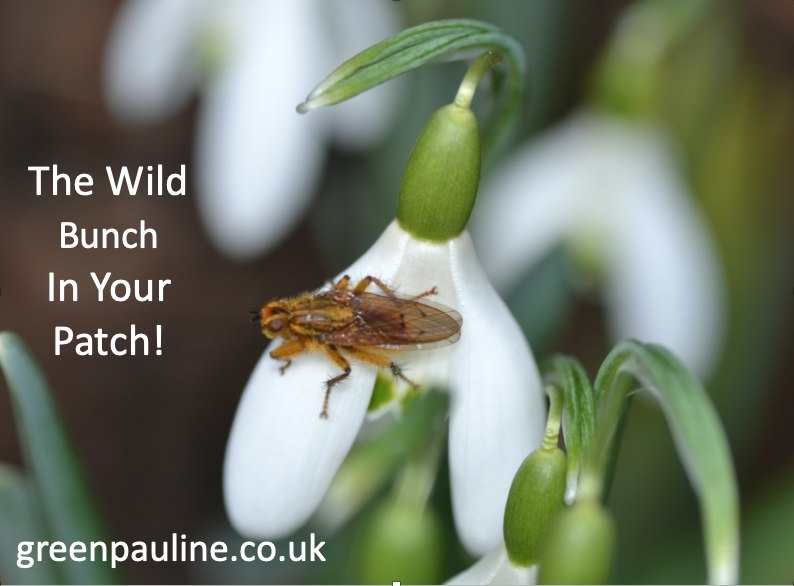 The Wild
Bunch
In Your
Patch!
greenpauline.co.uk